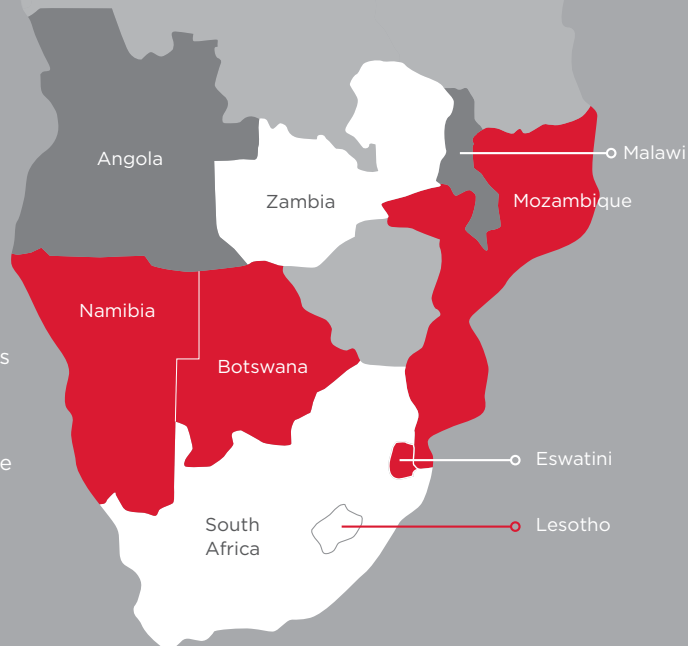 Angola
Malawi
Zambia
Mozambique
Namibia
s
Botswana
e
Eswatini
South
Africa
Lesotho